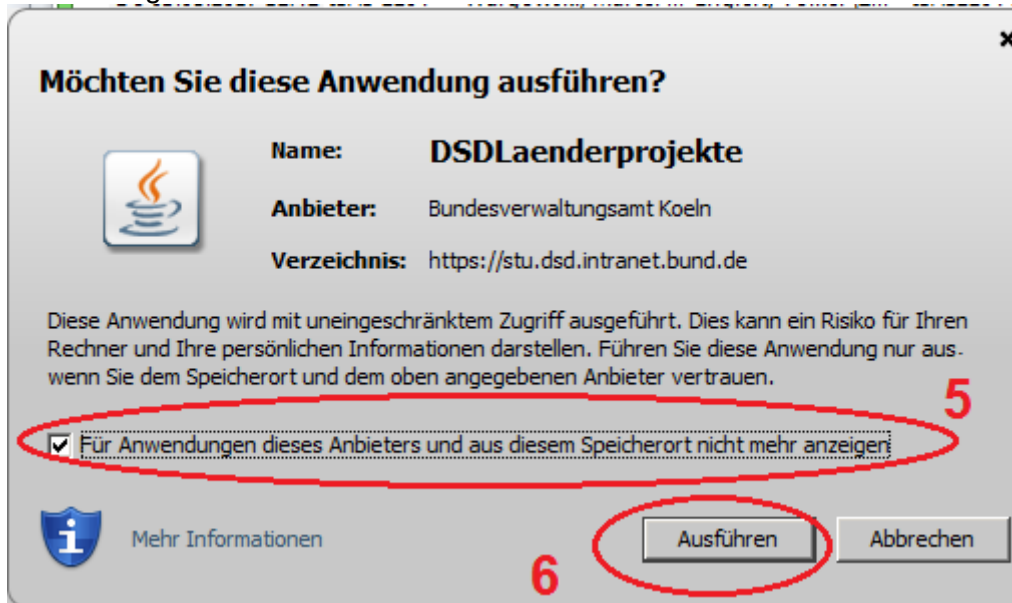 Möchten Sie diese Anwendung ausführen?
Name: DSDLaenderprojekte
Anbieter: Bundesverwaltungsamt Koeln
Verzeichnis: https://stu.dsd.intranet.bund.de
Diese Anwendung wird mit uneingeschränktem Zugriff ausgeführt. Dies kann ein Risiko für Ihren
Rechner und Ihre persönlichen Informationen darstellen. Führen Sie diese Anwendung nur aus-
wenn Sie dem Speicherort und dem oben angegebenen Anbieter vertrauen.
5
Für Anwendungen dieses Anbieters und aus diesem Speicherort nicht mehr anzeigen
Mehr Informationen
Ausführen
Abbrechen
6